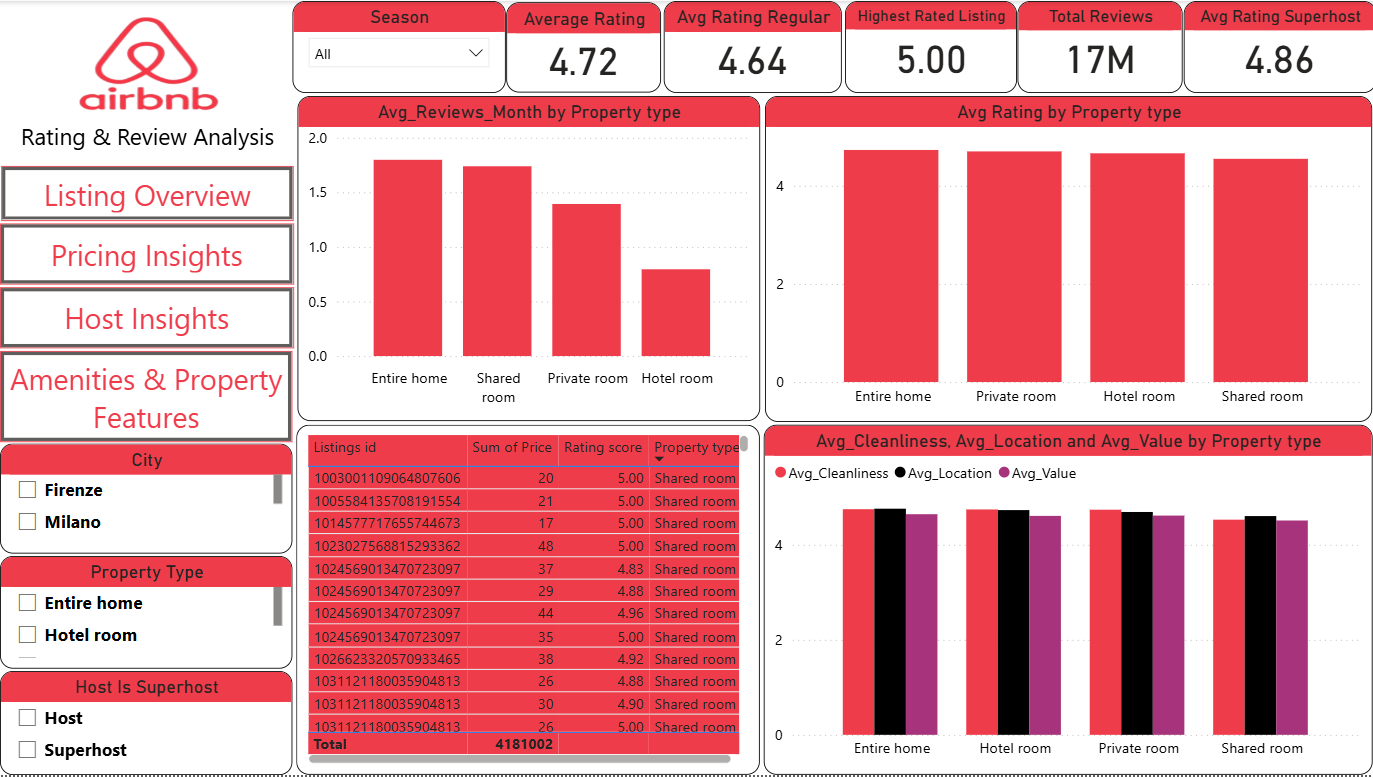 airbnb
Rating & Review Analysis
Listing Overview
Pricing Insights
Host Insights
Amenities & Property
Features
City
Firenze
Milano
Property Type
Entire home
Hotel room
Host Is Superhost
Host
Superhost
Season
All
Average Rating
4.72
Avg Rating Regular
4.64
Highest Rated Listing
5.00
Total Reviews
17M
Avg Rating Superhost
4.86
Avg_Reviews_Month by Property type
2.0
1.5
1.0
0.5
0.0
Entire home Shared room Private room Hotel room
Avg Rating by Property type
4
2
0
Entire home Private room Hotel room Shared room
Listings id Sum of Price Rating score Property type
1003001109064807606 20 5.00 Shared room
1005584135708191554 21 5.00 Shared room
1014577717655744673 17 5.00 Shared room
1023027568815293362 48 5.00 Shared room
1024569013470723097 37 4.83 Shared room
1024569013470723097 29 4.88 Shared room
1024569013470723097 44 4.96 Shared room
1024569013470723097 35 5.00 Shared room
1026623320570933465 38 4.92 Shared room
1031121180035904813 26 4.88 Shared room
1031121180035904813 30 4.90 Shared room
1031121180035904813 26 5.00 Shared room
Total 4181002
Avg_Cleanliness, Avg_Location and Avg_Value by Property type
Avg_Cleanliness Avg_Location Avg_Value
4
2
0
Entire home Hotel room Private room Shared room